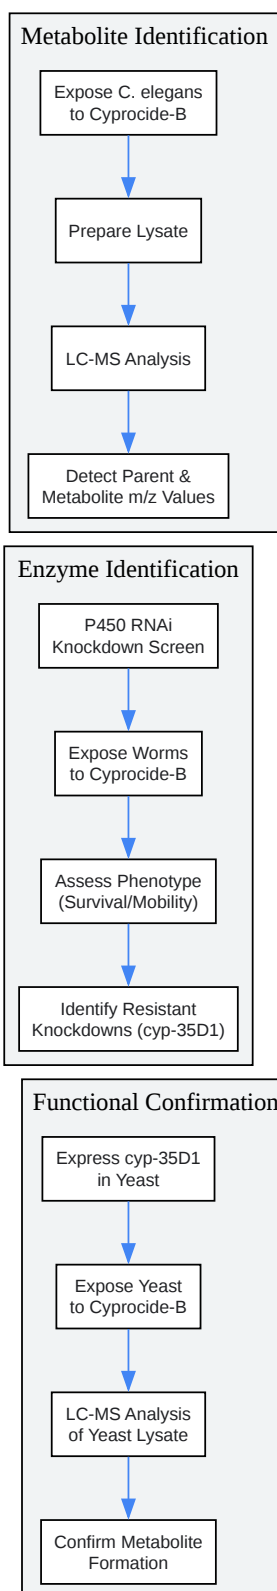 Metabolite Identification
Expose C. elegans
to Cyprocide-B
Prepare Lysate
LC-MS Analysis
Detect Parent &
Metabolite m/z Values
Enzyme Identification
P450 RNAi
Knockdown Screen
Expose Worms
to Cyprocide-B
Assess Phenotype
(Survival/Mobility)
Identify Resistant
Knockdowns (cyp-35D1)
Functional Confirmation
Express cyp-35D1
in Yeast
Expose Yeast
to Cyprocide-B
LC-MS Analysis
of Yeast Lysate
Confirm Metabolite
Formation